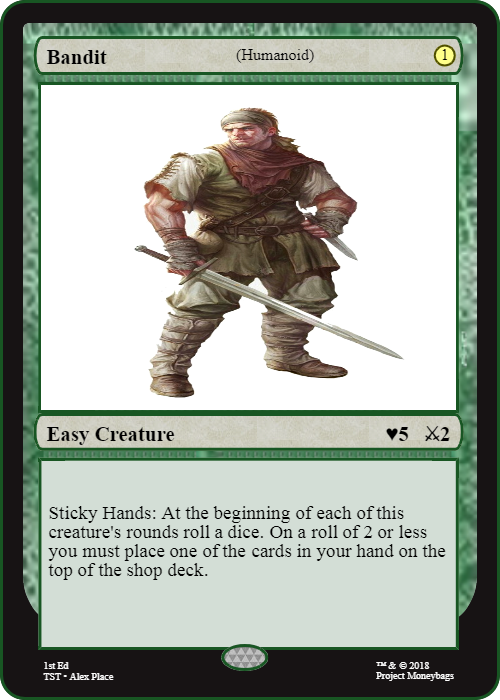 Bandit (Humanoid) 1
Easy Creature ♥5 ⚔2
Sticky Hands: At the beginning of each of this
creature's rounds roll a dice. On a roll of 2 or less
you must place one of the cards in your hand on the
top of the shop deck.
1st Ed ™ & © 2018
TST • Alex Place Project Moneybags